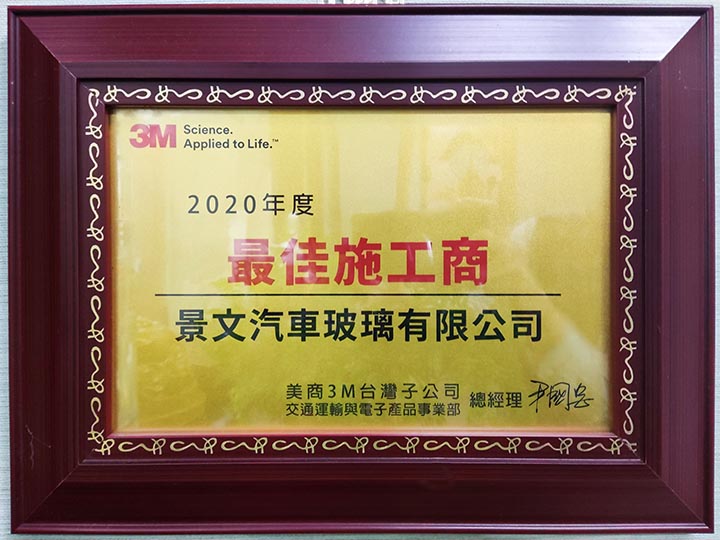 3M Science.
Applied to Life.™
2020年度
最佳施工商
景文汽車玻璃有限公司
美商3M台灣子公司
交通運輸與電子產品事業部 總經理